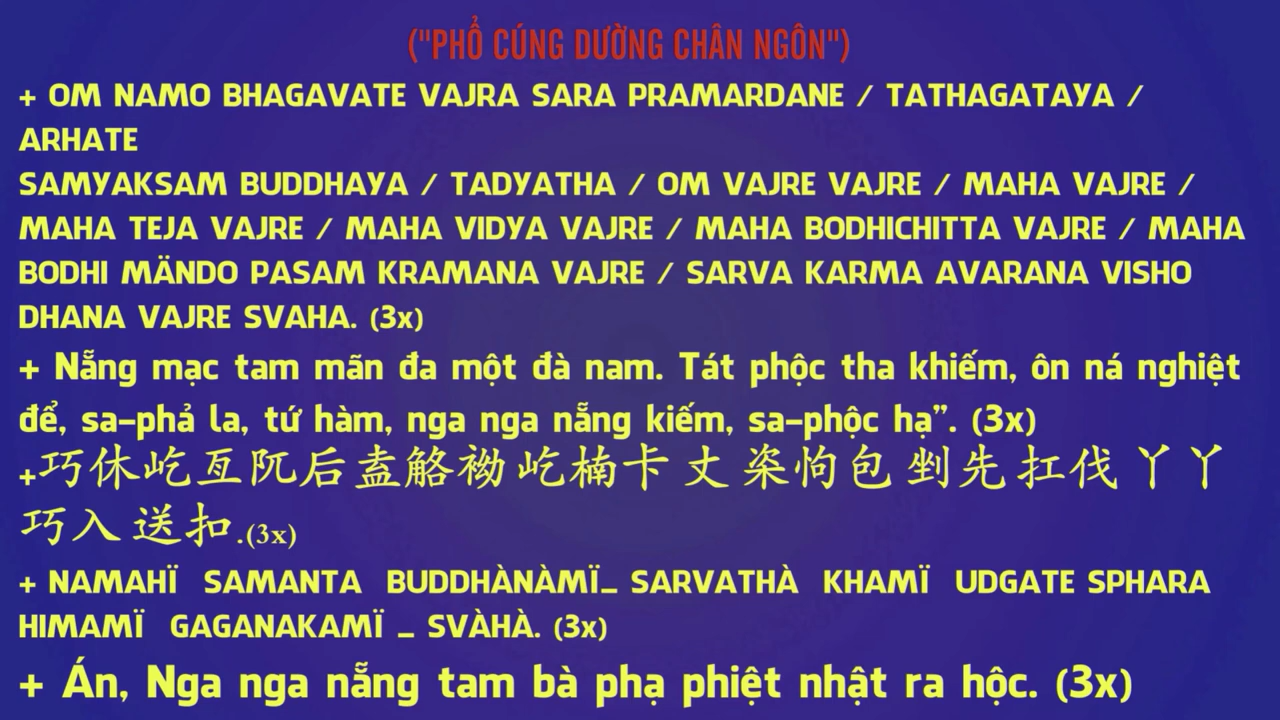 ("PHỔ CÚNG DƯỜNG CHÂN NGÔN")
+ OM NAMO BHAGAVATE VAJRA SARA PRAMARDANE / TATHAGATAYA /
ARHATE
SAMYAKSAM BUDDHAYA / TADYATHA / OM VAJRE VAJRE / MAHA VAJRE /
MAHA TEJA VAJRE / MAHA VIDYA VAJRE / MAHA BODHICHITTA VAJRE / MAHA
BODHI MÄNDO PASAM KRAMANA VAJRE / SARVA KARMA AVARANA VISHO
DHANA VAJRE SVAHA. (3x)
+ Nẵng mạc tam mãn đa một đà nam. Tát phộc tha khiếm, ôn ná nghiệt
để, sa-phả la, tứ hàm, nga nga nẵng kiếm, sa-phộc hạ”. (3x)
+巧休屹亙阢后盍觡袎屹楠卡丈栥怐包剉先扛伐丫丫
巧入送扣.(3x)
+ NAMAHÏ SAMANTA BUDDHÀNÀMÏ_ SARVATHÀ KHAMÏ UDGATE SPHARA
HIMAMÏ GAGANAKAMÏ _ SVÀHÀ. (3x)
+ Án, Nga nga nẵng tam bà phạ phiệt nhật ra hộc. (3x)